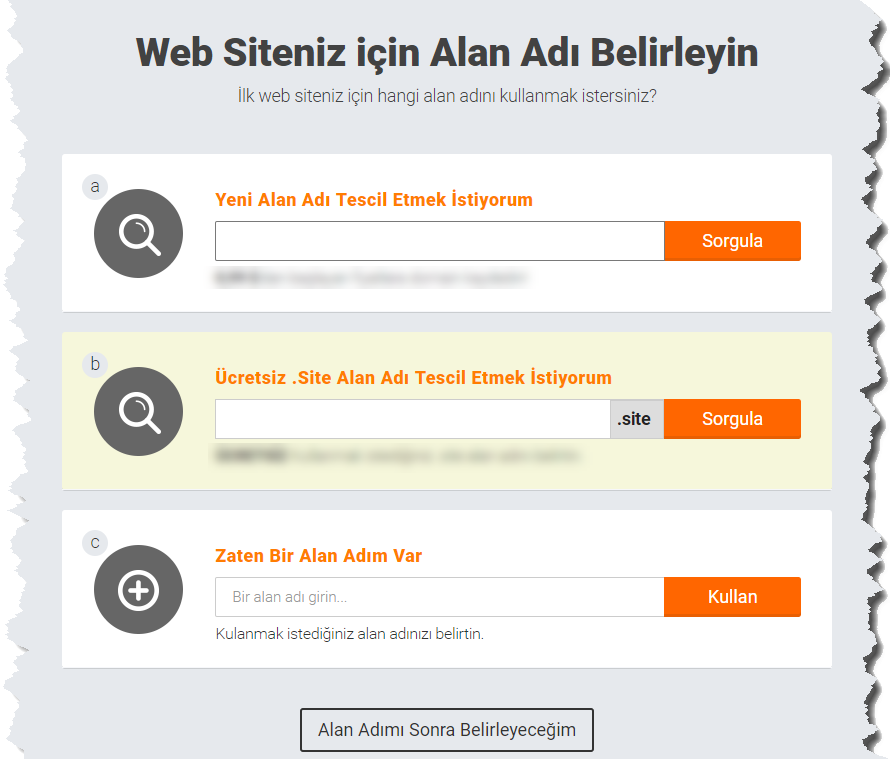 Web Siteniz için Alan Adı Belirleyin
İlk web siteniz için hangi alan adını kullanmak istersiniz?
a
Yeni Alan Adı Tescil Etmek İstiyorum
Sorgula
b
Ücretsiz .Site Alan Adı Tescil Etmek İstiyorum
.site
Sorgula
c
Zaten Bir Alan Adım Var
Bir alan adı girin...
Kullan
Kulanmak istediğiniz alan adınızı belirtin.
Alan Adımı Sonra Belirleyeceğim